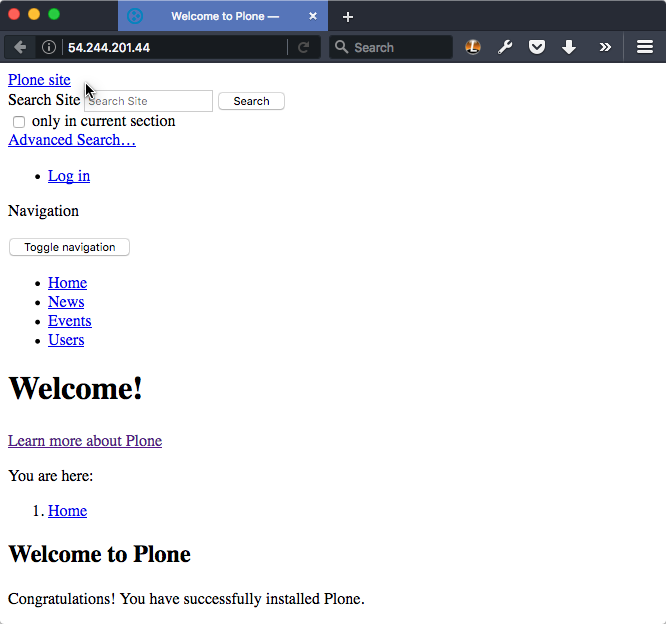 Welcome to Plone —
54.244.201.44
Search
Plone site
Search Site Search Site Search
only in current section
Advanced Search…
Log in
Navigation
Toggle navigation
Home
News
Events
Users
Welcome!
Learn more about Plone
You are here:
1. Home
Welcome to Plone
Congratulations! You have successfully installed Plone.